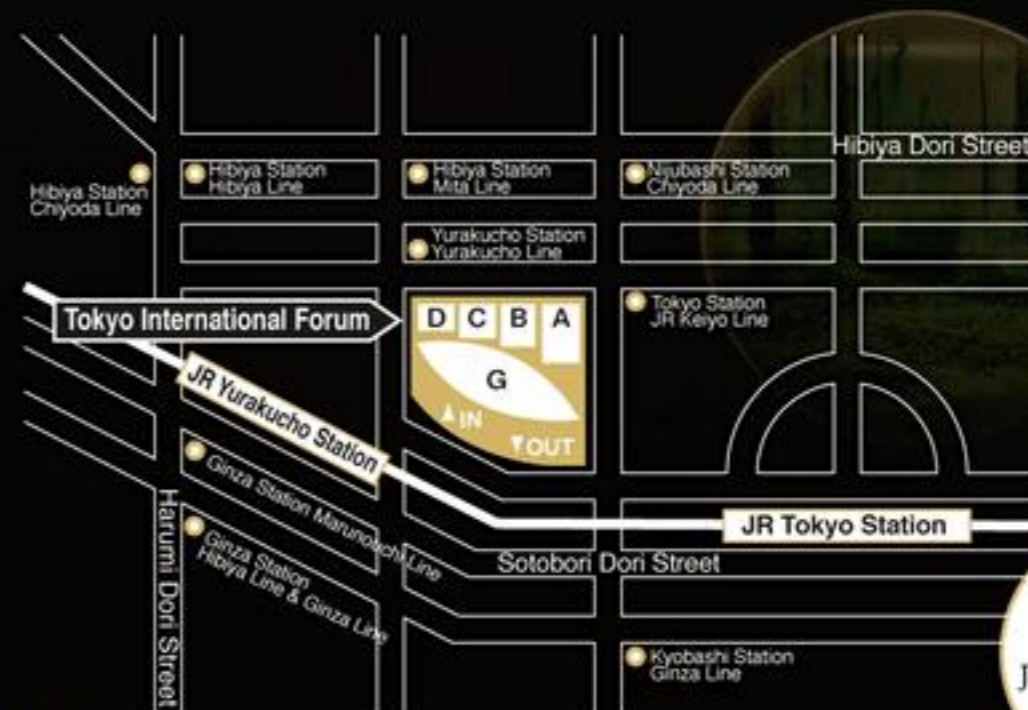 Hibiya Dori Street
Hibiya Station
Chiyoda Line
Hibiya Station
Hibiya Line
Hibiya Station
Mita Line
Nijubashi Station
Chiyoda Line
Yurakucho Station
Yurakucho Line
Tokyo International Forum
D C B A
G
▲IN
▼OUT
Tokyo Station
JR Keiyo Line
JR Yurakucho Station
Ginza Station Marunouchi Line
Ginza Station
Hibiya Line & Ginza Line
Harumi Dori Street
JR Tokyo Station
Sotobori Dori Street
Kyobashi Station
Ginza Line
J